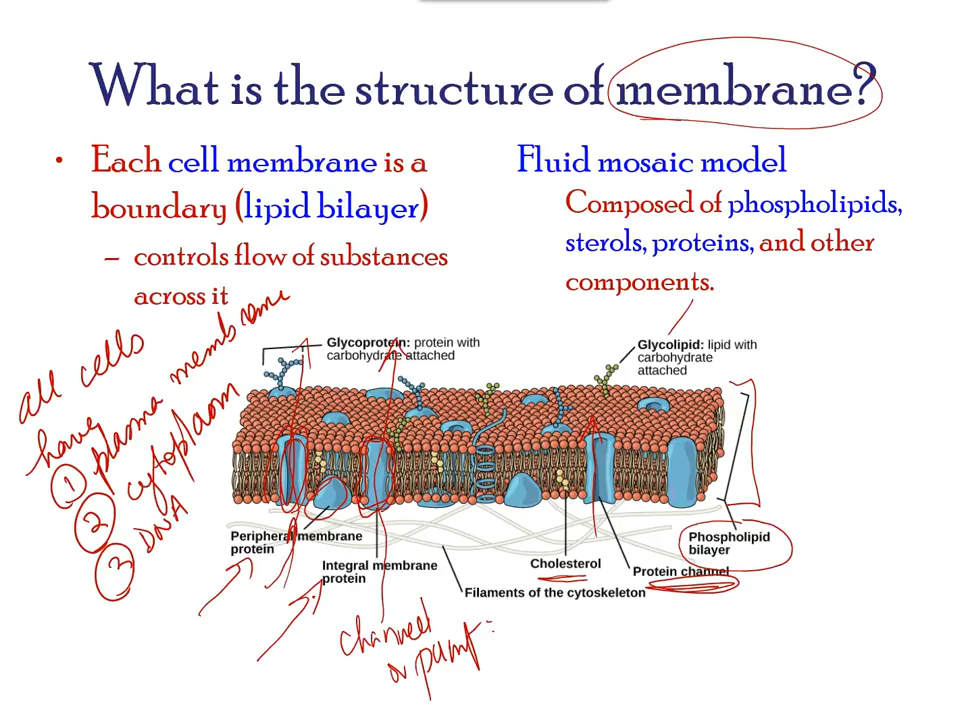 What is the structure of membrane?
• Each cell membrane is a
boundary (lipid bilayer)
– controls flow of substances
across it
Fluid mosaic model
Composed of phospholipids,
sterols, proteins, and other
components.
all cells
have
① plasma membrane
② cytoplasm
③ DNA
Glycoprotein: protein with
carbohydrate attached
Glycolipid: lipid with
carbohydrate
attached
Peripheral membrane
protein
Integral membrane
protein
Filaments of the cytoskeleton
Cholesterol
Protein channel
Phospholipid
bilayer
channel
or pump